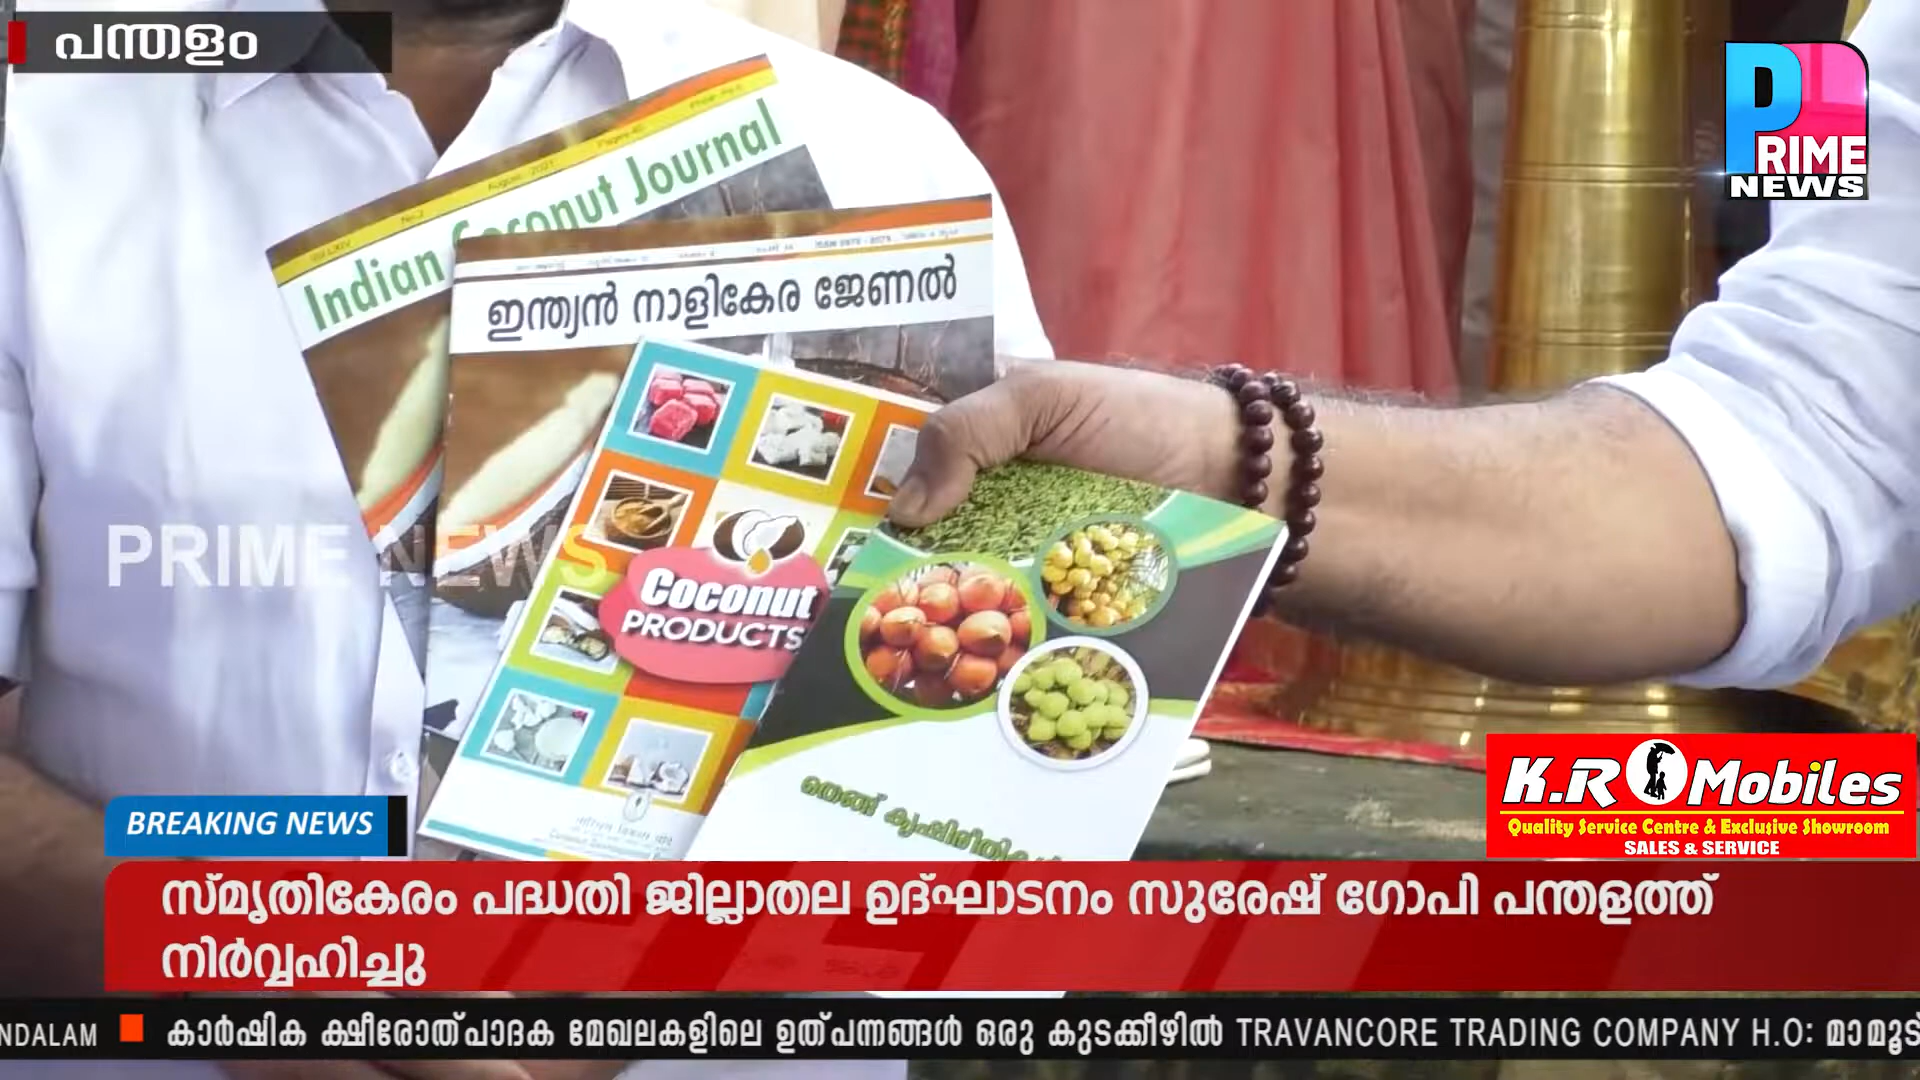 പന്തളം
PRIME
NEWS
Indian Coconut Journal
ഇന്ത്യൻ നാളികേര ജേണൽ
PRIME NEWS
Coconut
PRODUCTS
തെങ്ങ് കൃഷിരീതികൾ
K.R Mobiles
Quality Service Centre & Exclusive Showroom
SALES & SERVICE
BREAKING NEWS
സ്മൃതികേരം പദ്ധതി ജില്ലാതല ഉദ്ഘാടനം സുരേഷ് ഗോപി പന്തളത്ത്
നിർവ്വഹിച്ചു
NDALAM കാർഷിക ക്ഷീരോത്പാദക മേഖലകളിലെ ഉത്പന്നങ്ങൾ ഒരു കുടക്കീഴിൽ TRAVANCORE TRADING COMPANY H.O: മാമൂട്